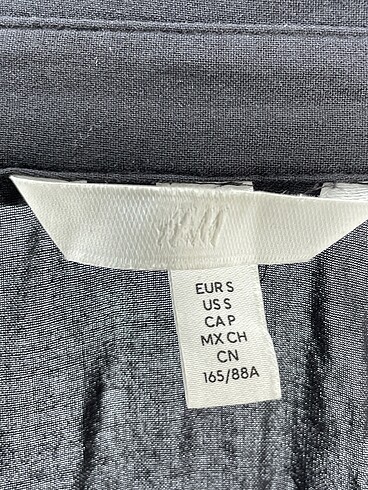 H&M
EUR S
US S
CA P
MX CH
CN
165/88A